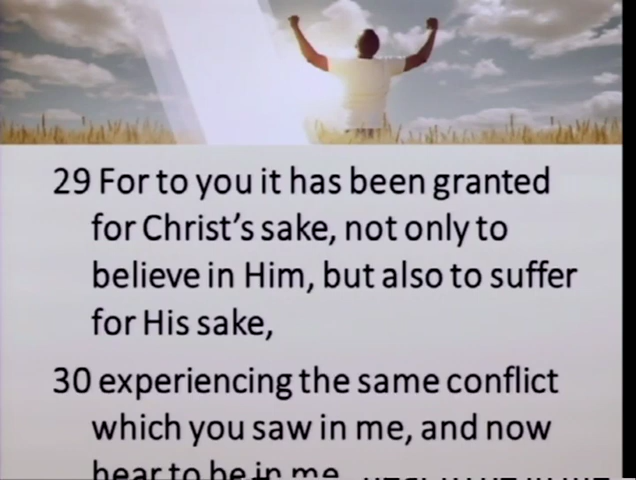 29 For to you it has been granted
for Christ's sake, not only to
believe in Him, but also to suffer
for His sake,
30 experiencing the same conflict
which you saw in me, and now
hear to be in me